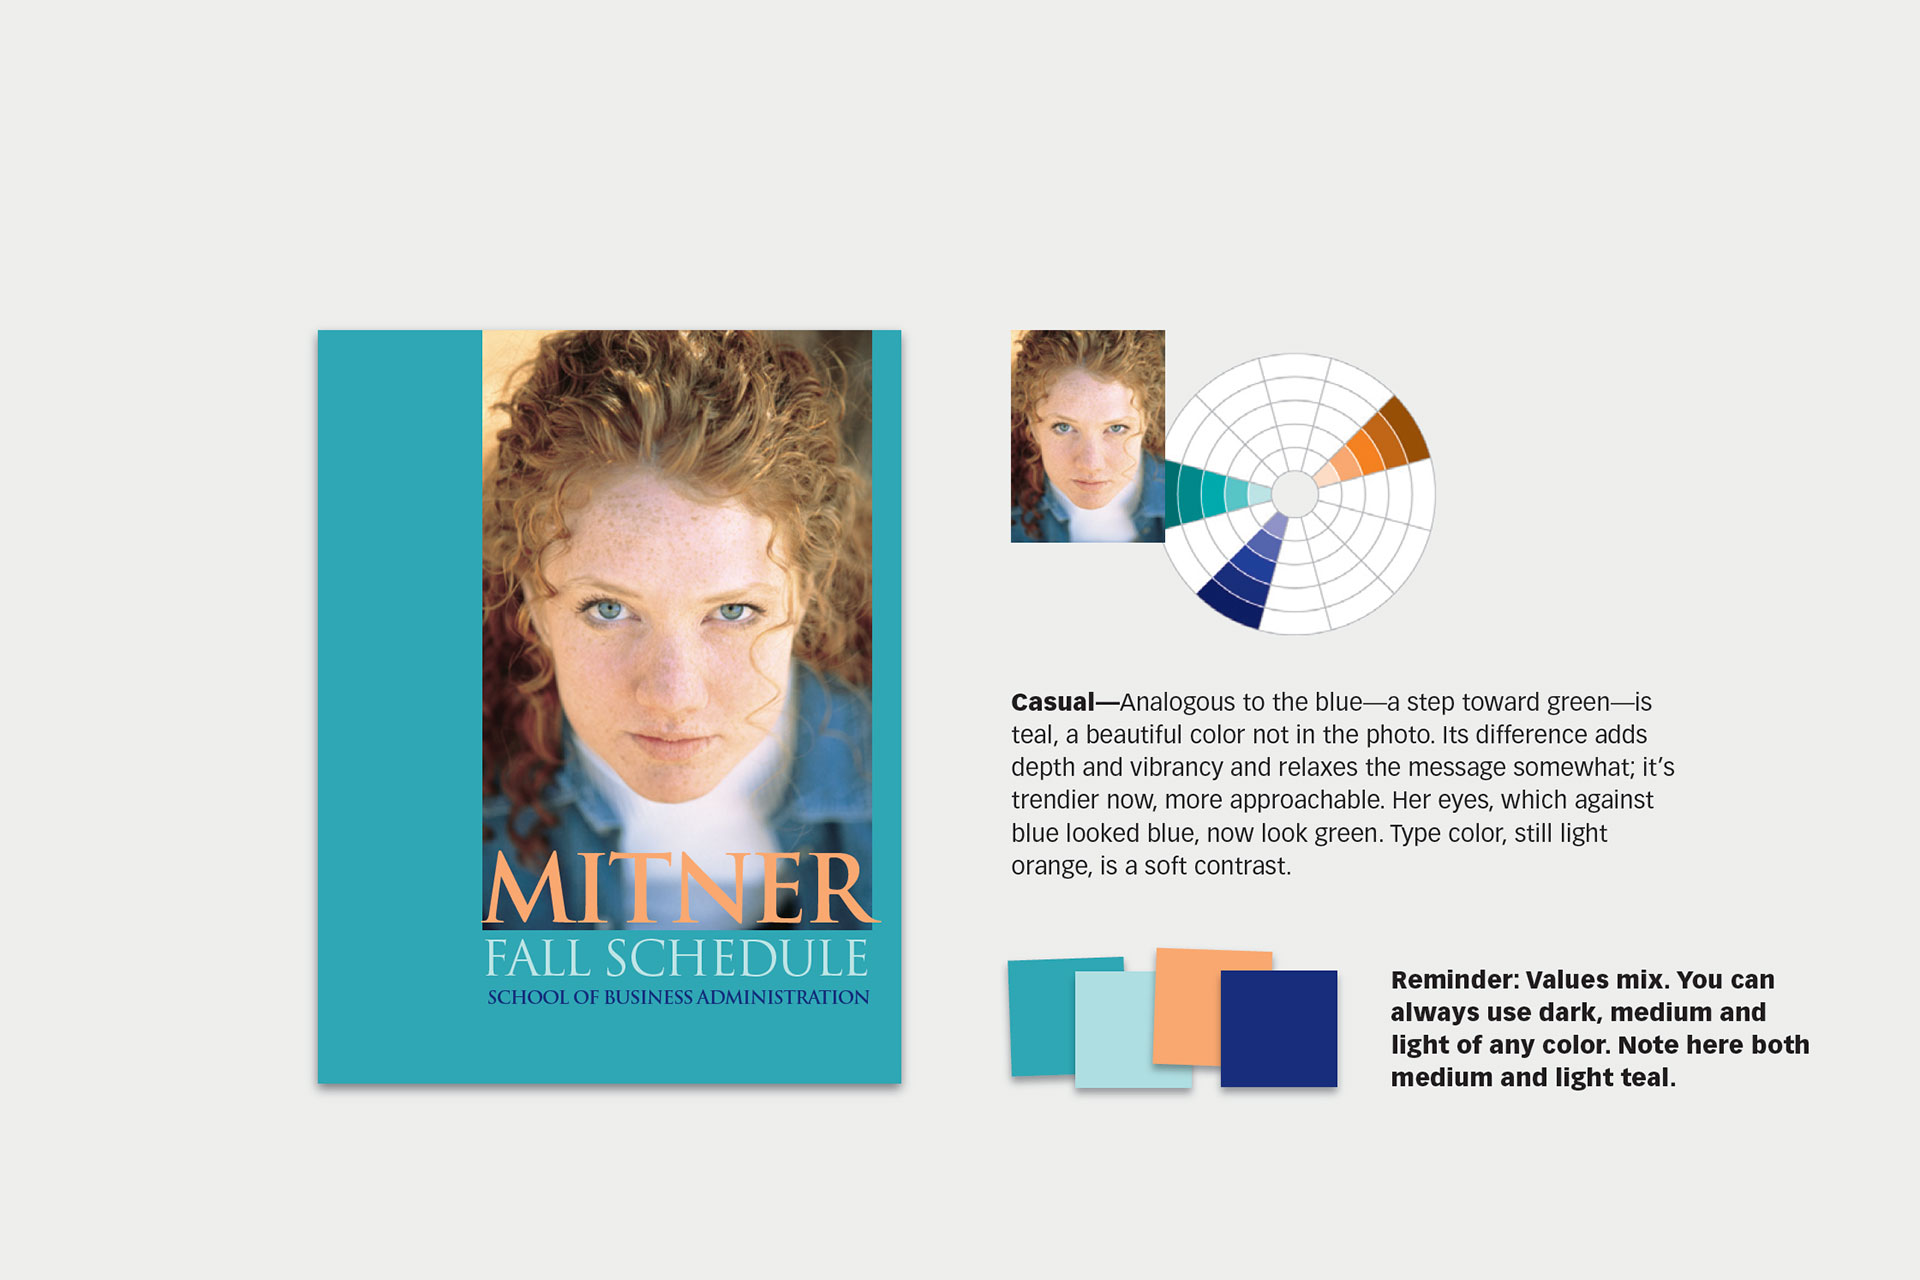 MITNER
FALL SCHEDULE
SCHOOL OF BUSINESS ADMINISTRATION
Casual—Analogous to the blue—a step toward green—is
teal, a beautiful color not in the photo. Its difference adds
depth and vibrancy and relaxes the message somewhat; it’s
trendier now, more approachable. Her eyes, which against
blue looked blue, now look green. Type color, still light
orange, is a soft contrast.
Reminder: Values mix. You can
always use dark, medium and
light of any color. Note here both
medium and light teal.